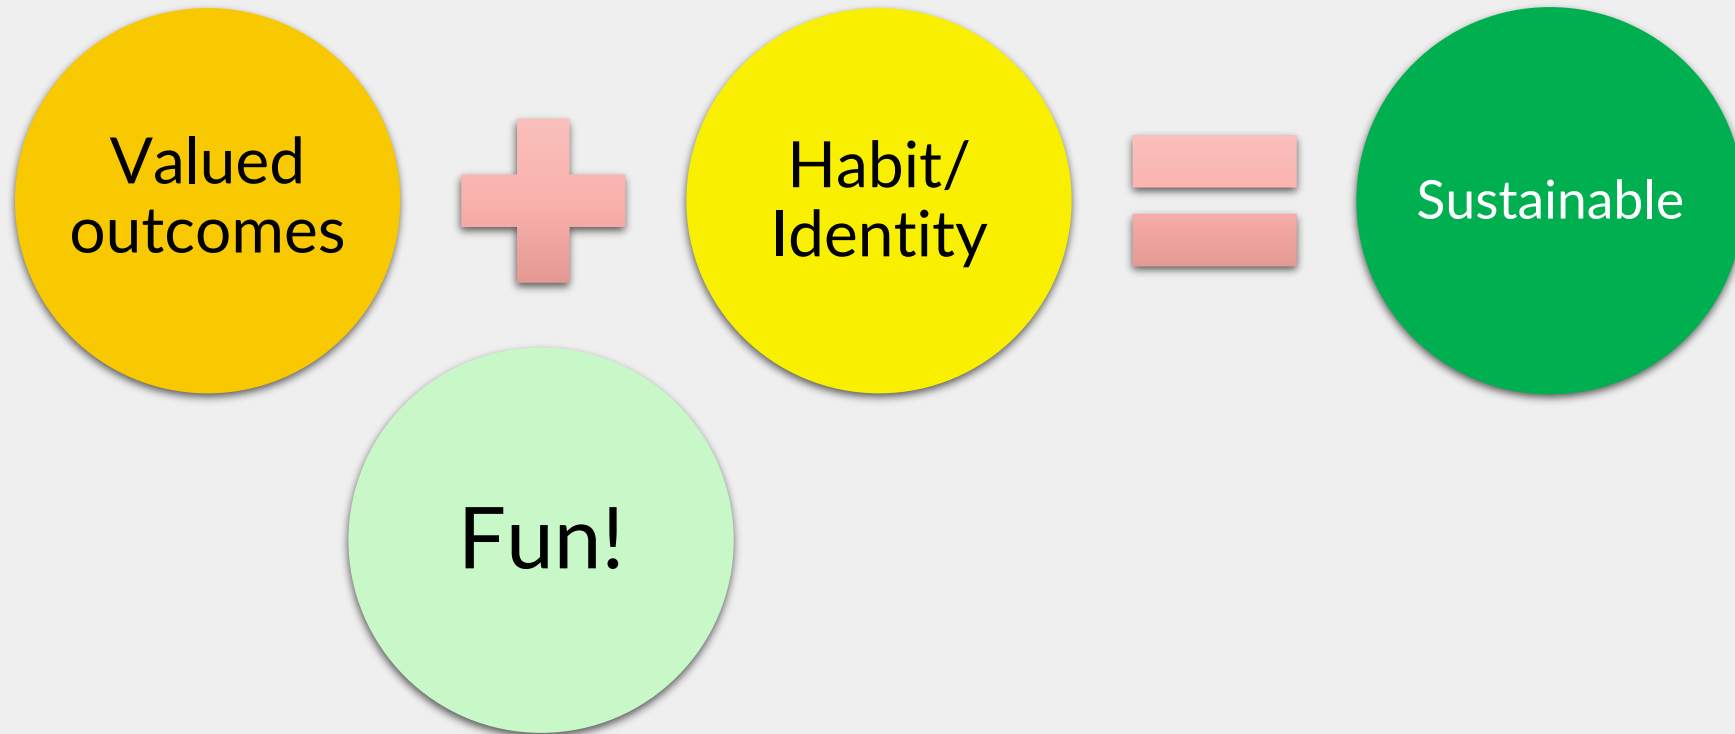 Valued
outcomes
Habit/
Identity
Sustainable
Fun!